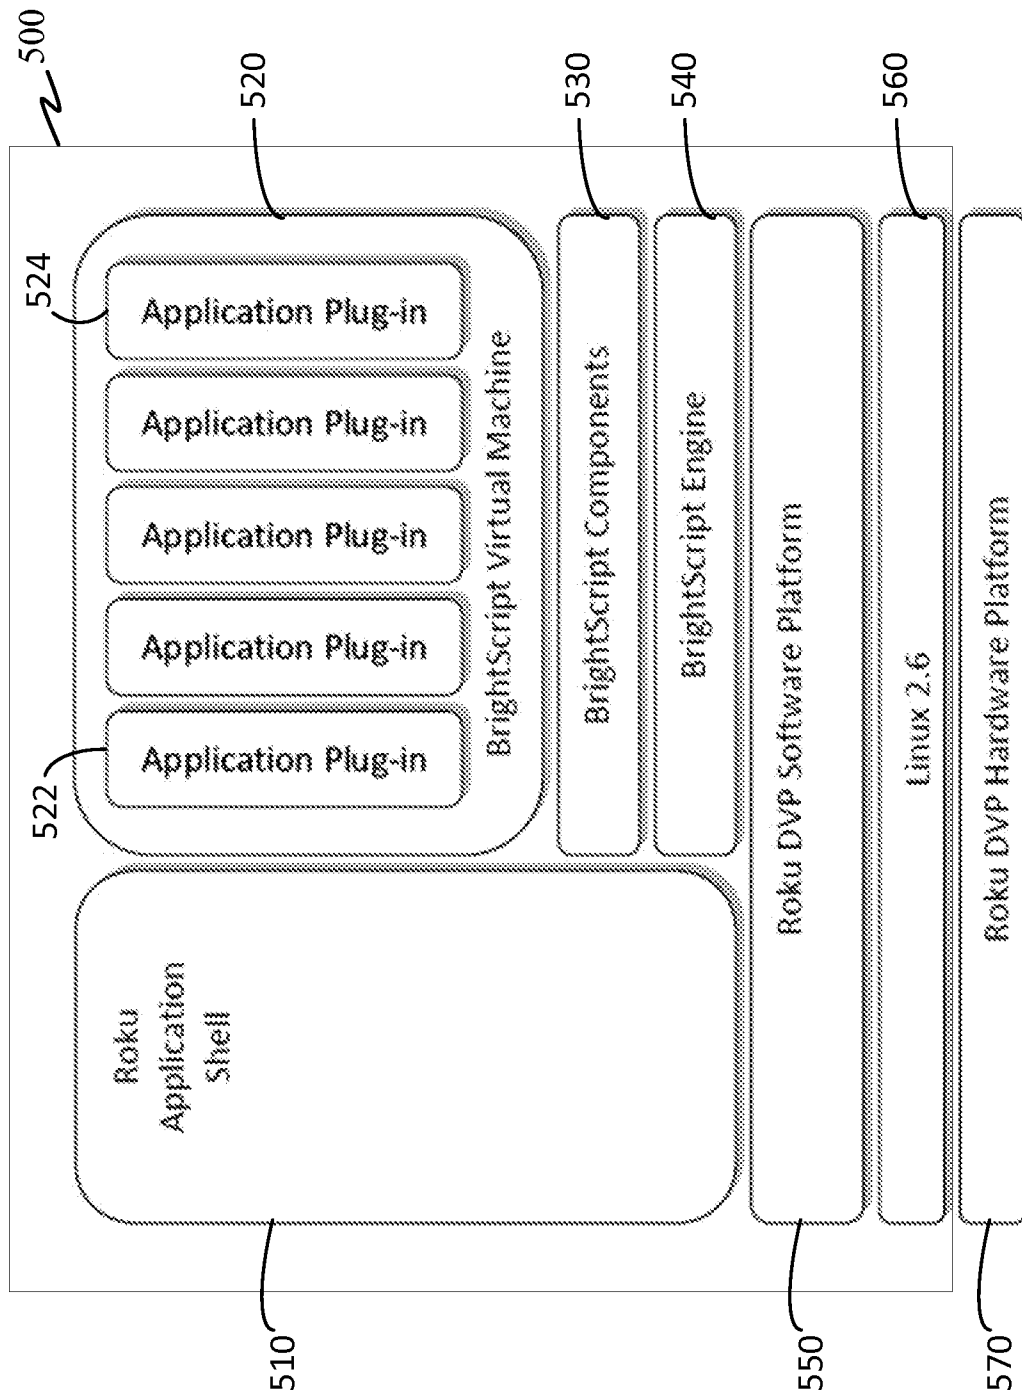 500
510
Roku
Application
Shell
520
522
524
Application Plug-in
Application Plug-in
Application Plug-in
Application Plug-in
Application Plug-in
BrightScript Virtual Machine
530
BrightScript Components
540
BrightScript Engine
550
Roku DVP Software Platform
560
Linux 2.6
570
Roku DVP Hardware Platform